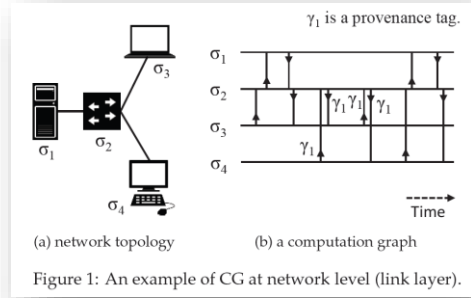 γ₁ is a provenance tag.
σ₁
σ₂
σ₃
σ₄
σ₁
σ₂
σ₃
σ₄
γ₁ γ₁ γ₁
γ₁
Time
(a) network topology
(b) a computation graph
Figure 1: An example of CG at network level (link layer).